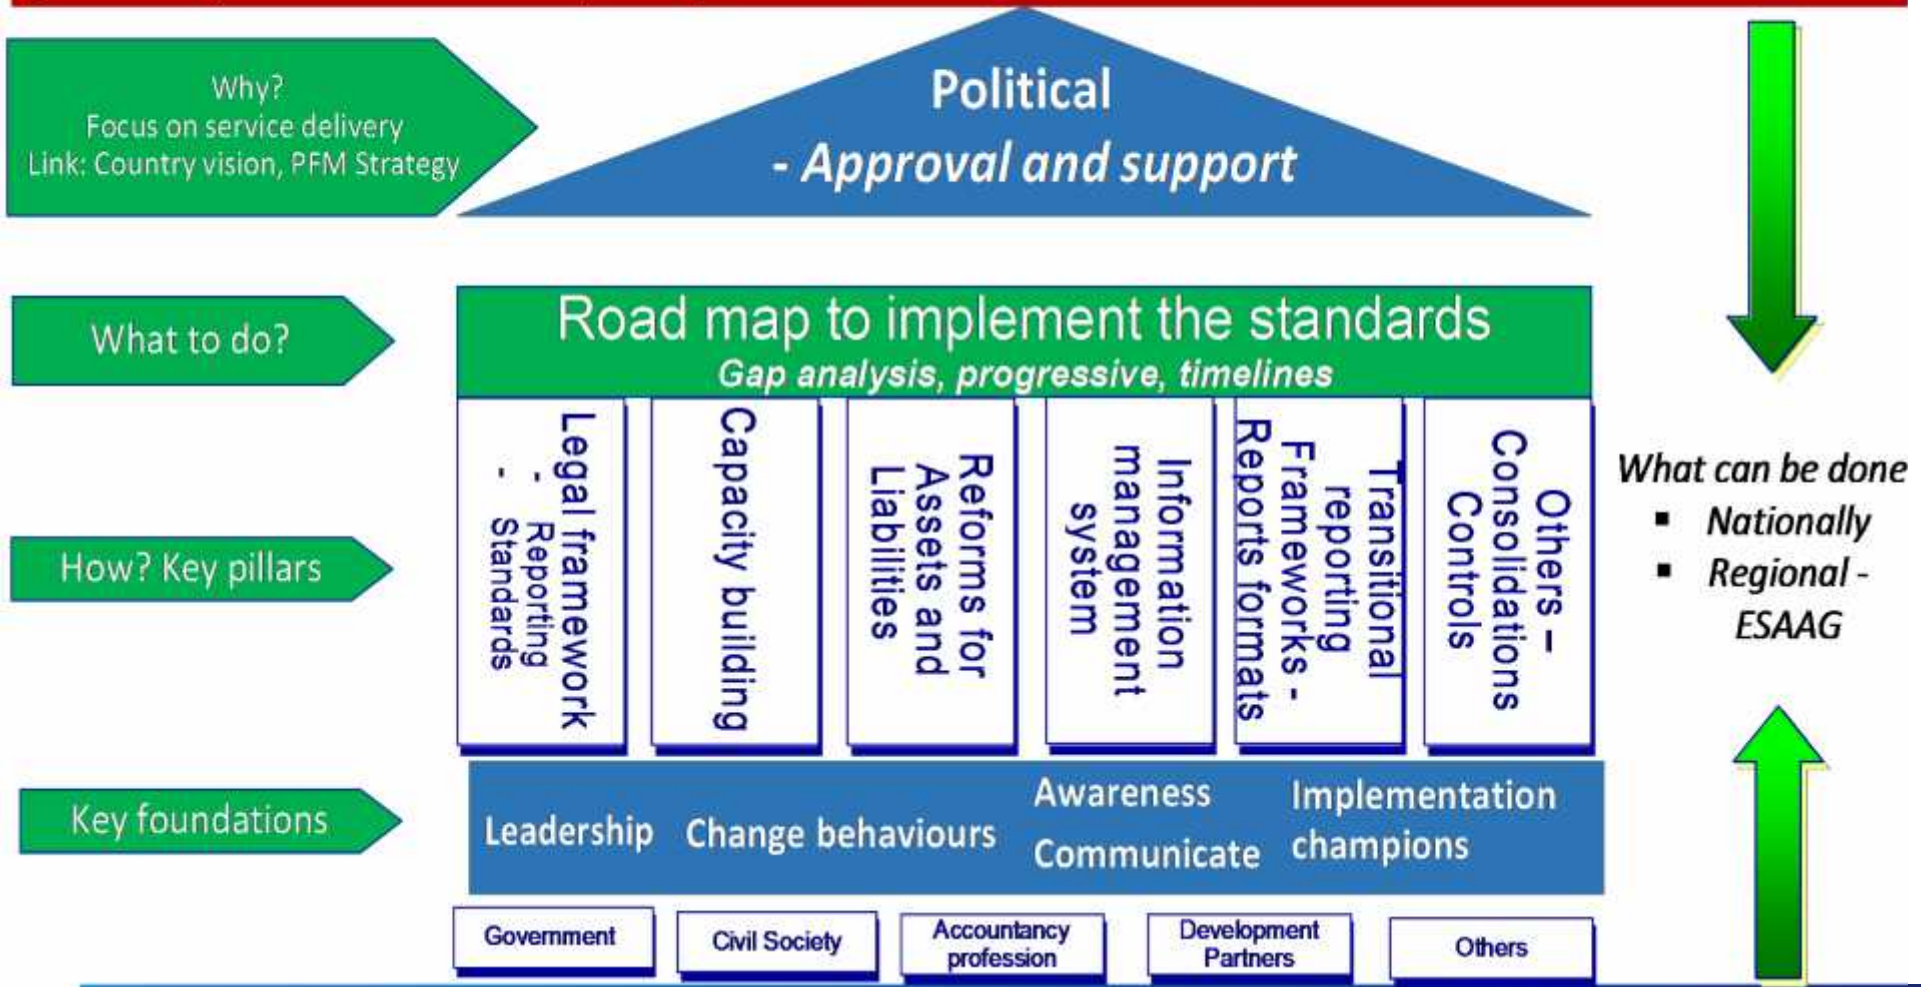 Why?
Focus on service delivery
Link: Country vision, PFM Strategy
Political
- Approval and support
What to do?
Road map to implement the standards
Gap analysis, progressive, timelines
How? Key pillars
Legal framework
- Reporting
- Standards
Capacity building
Reforms for
Assets and
Liabilities
Information
management
system
Transitional
reporting
Frameworks -
Reports formats
Others –
Consolidations
Controls
What can be done
▪ Nationally
▪ Regional -
ESAAG
Key foundations
Leadership
Change behaviours
Awareness
Communicate
Implementation
champions
Government
Civil Society
Accountancy
profession
Development
Partners
Others